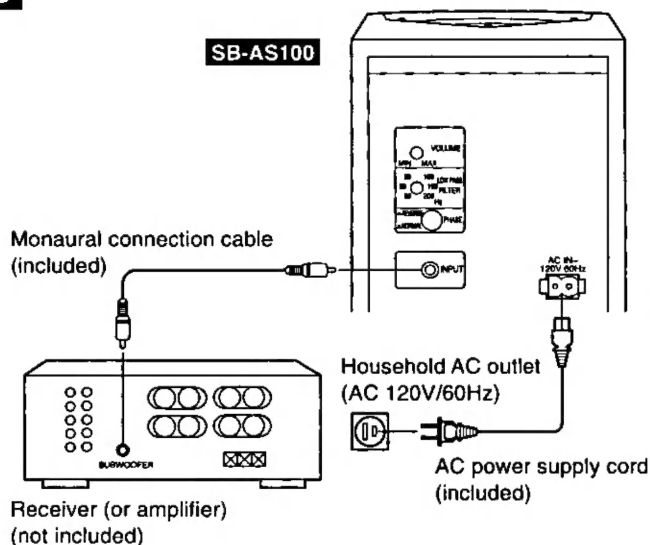 SB-AS100
VOLUME
MIN MAX
LOW PASS
FILTER
Hz
PHASE
INPUT
AC IN~
120V 60Hz
Monaural connection cable
(included)
Household AC outlet
(AC 120V/60Hz)
SUBWOOFER
AC power supply cord
(included)
Receiver (or amplifier)
(not included)